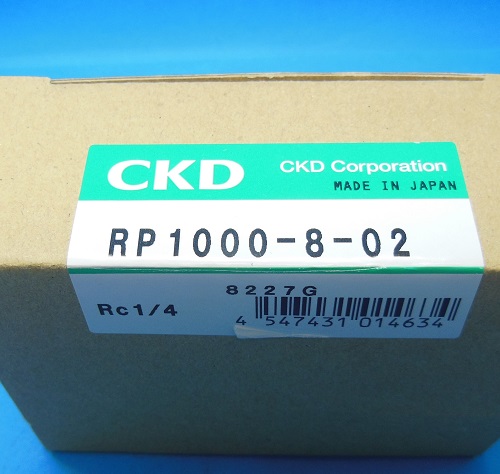 CKD
CKD Corporation
MADE IN JAPAN
RP1000-8-02
8227G
Rc1/4
4 547431 014634